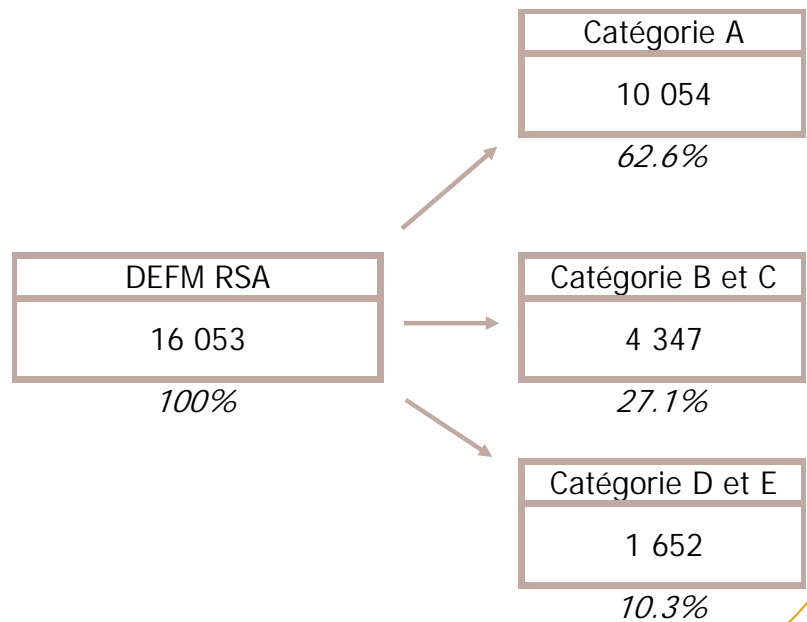 Catégorie A
10 054
62.6%
DEFM RSA
16 053
100%
Catégorie B et C
4 347
27.1%
Catégorie D et E
1 652
10.3%